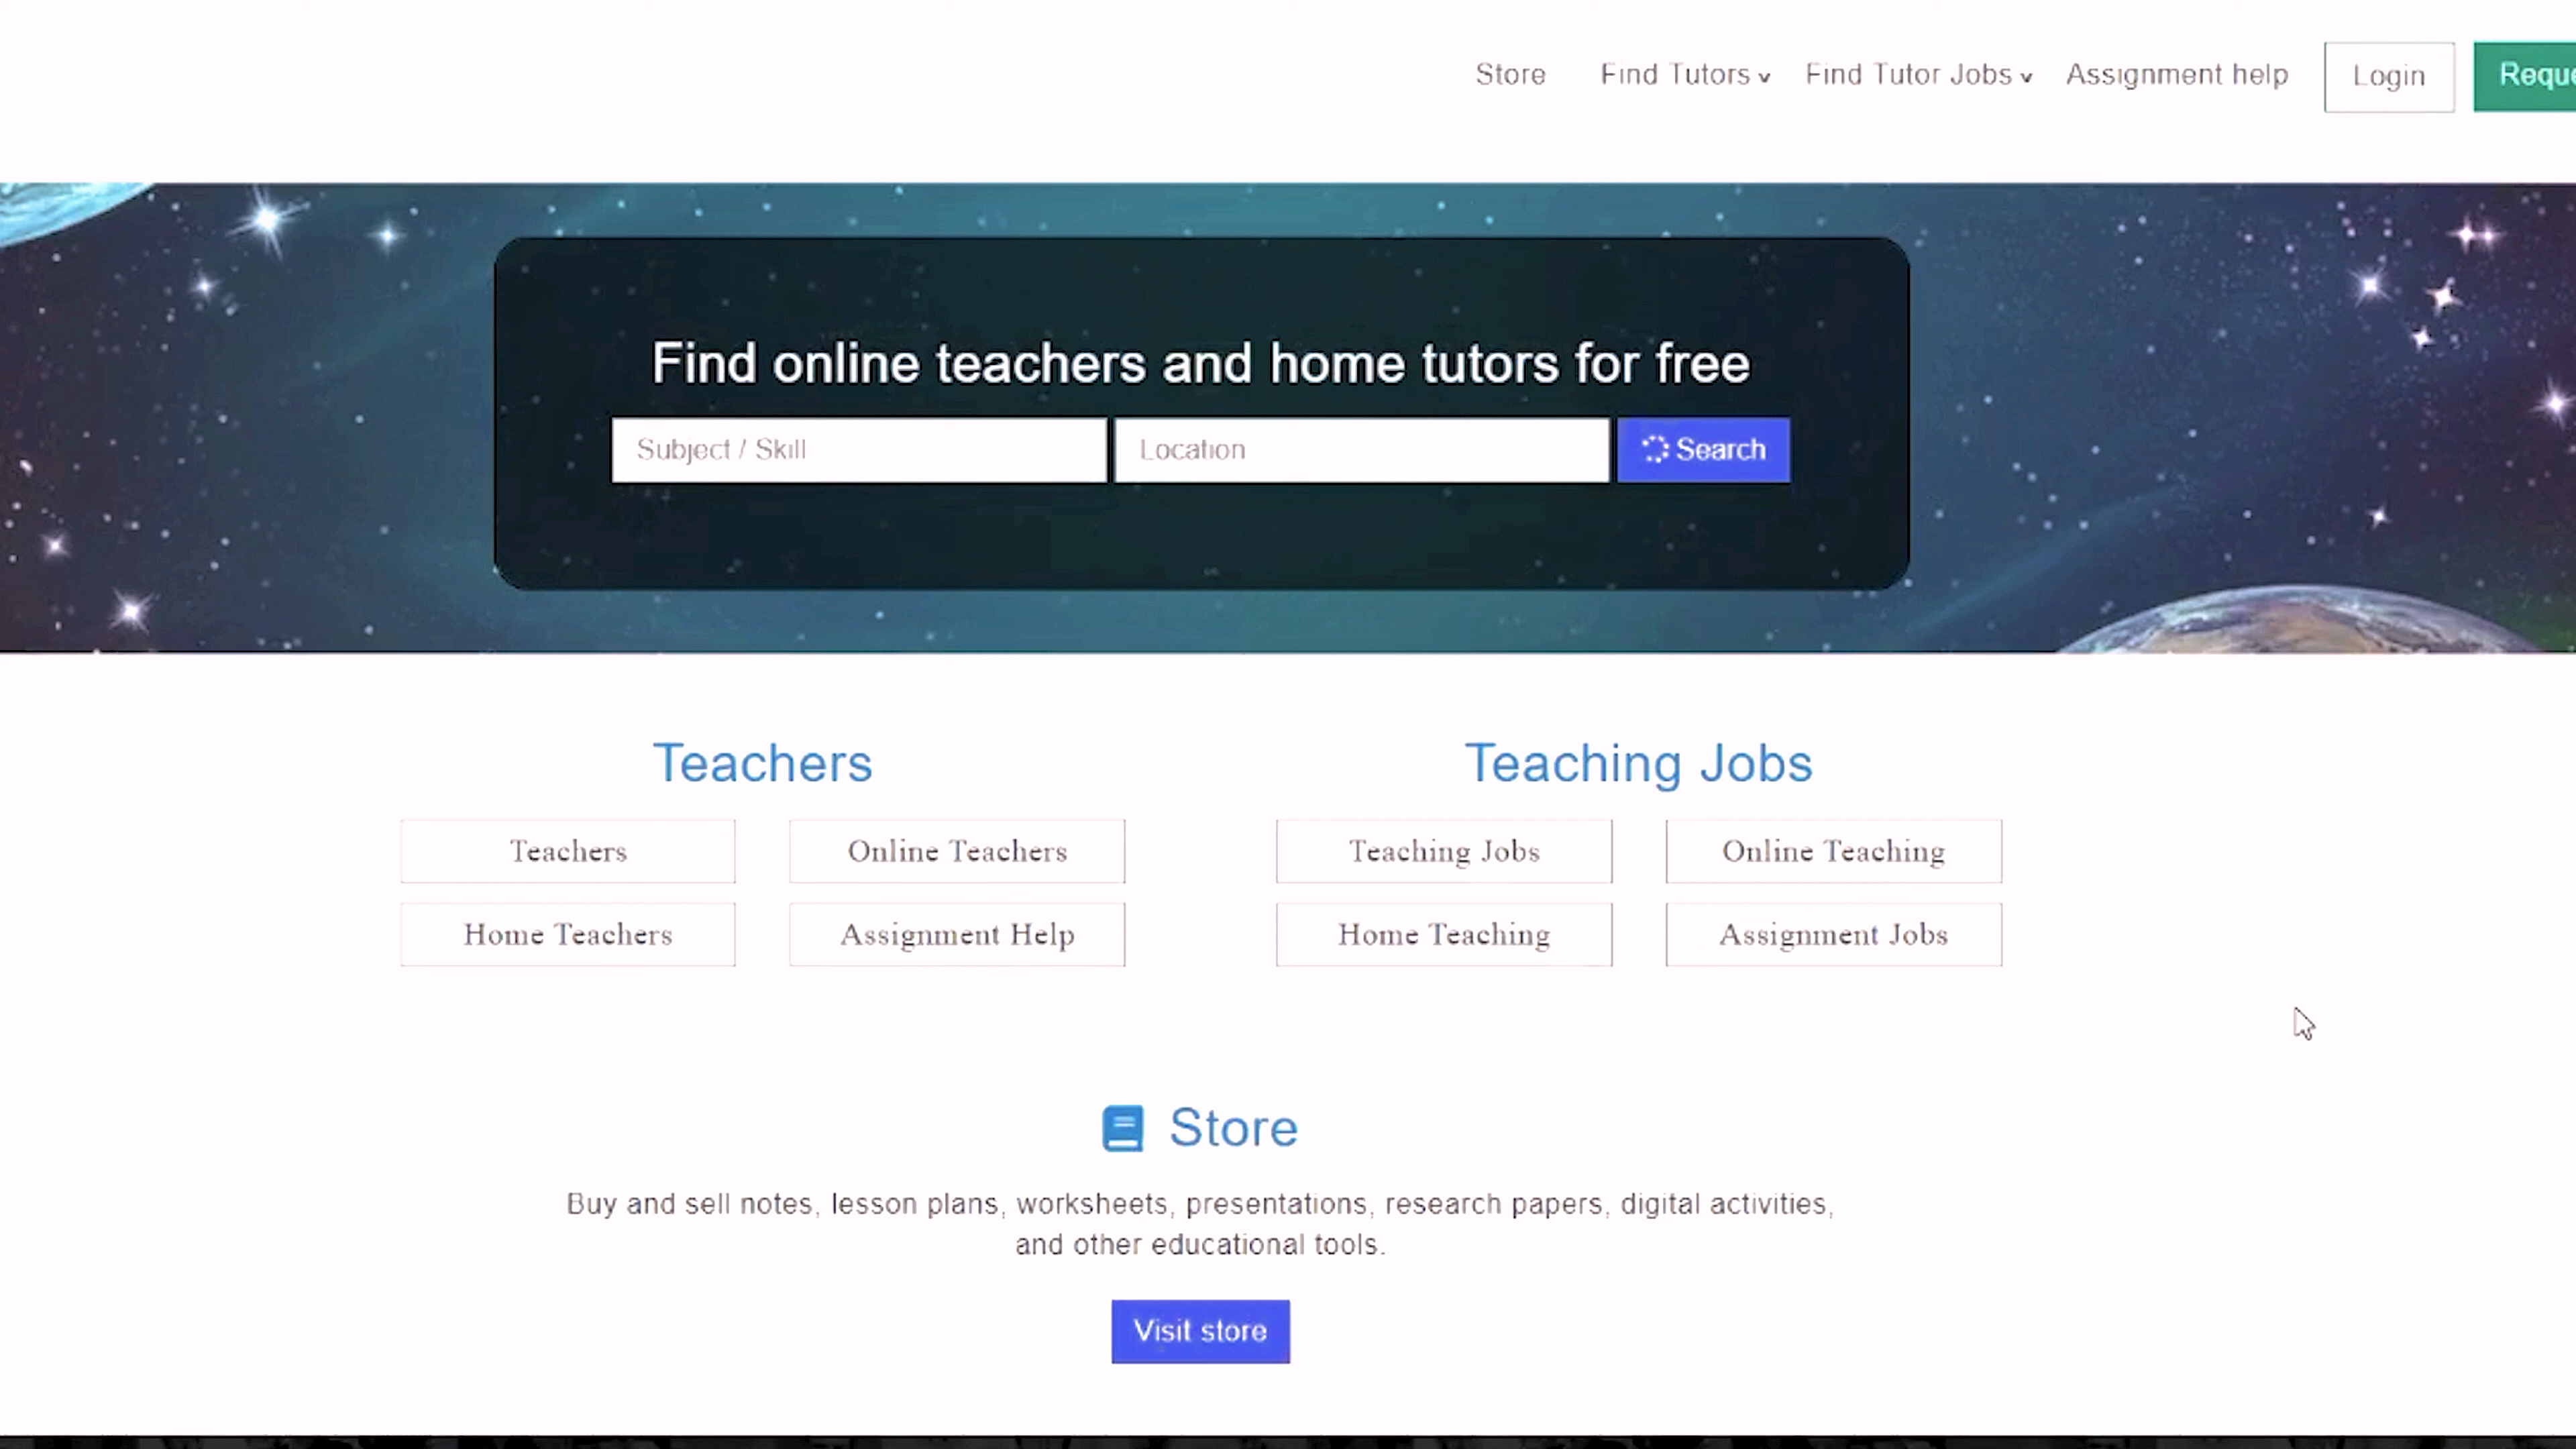 Store Find Tutors Find Tutor Jobs Assignment help Login
Find online teachers and home tutors for free
Subject / Skill Location Search
Teachers Teaching Jobs
Teachers Online Teachers Teaching Jobs Online Teaching
Home Teachers Assignment Help Home Teaching Assignment Jobs
Store
Buy and sell notes, lesson plans, worksheets, presentations, research papers, digital activities,
and other educational tools.
Visit store